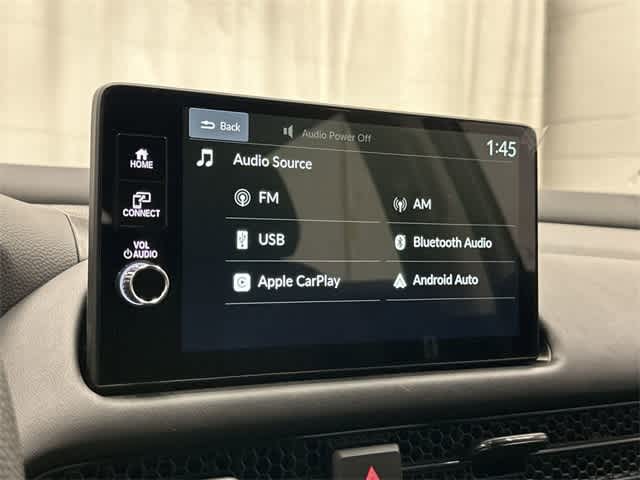 Back
Audio Power Off
1:45
HOME
Audio Source
CONNECT
FM
AM
VOL
AUDIO
USB
Bluetooth Audio
Apple CarPlay
Android Auto